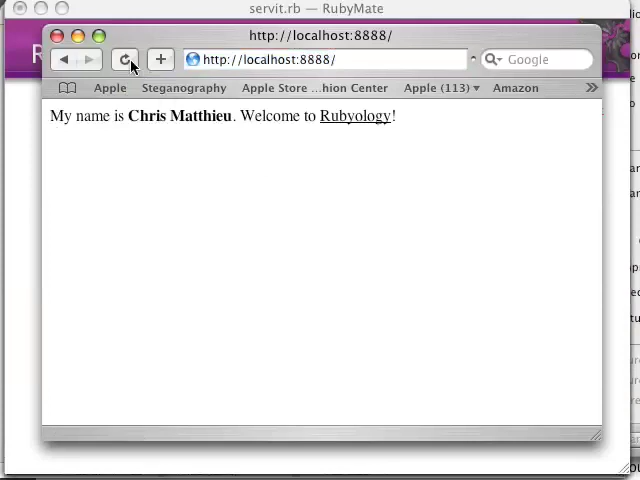 servit.rb — RubyMate
http://localhost:8888/
http://localhost:8888/
Google
Apple Steganography Apple Store ...hion Center Apple (113) ▾ Amazon »
My name is Chris Matthieu. Welcome to Rubyology!